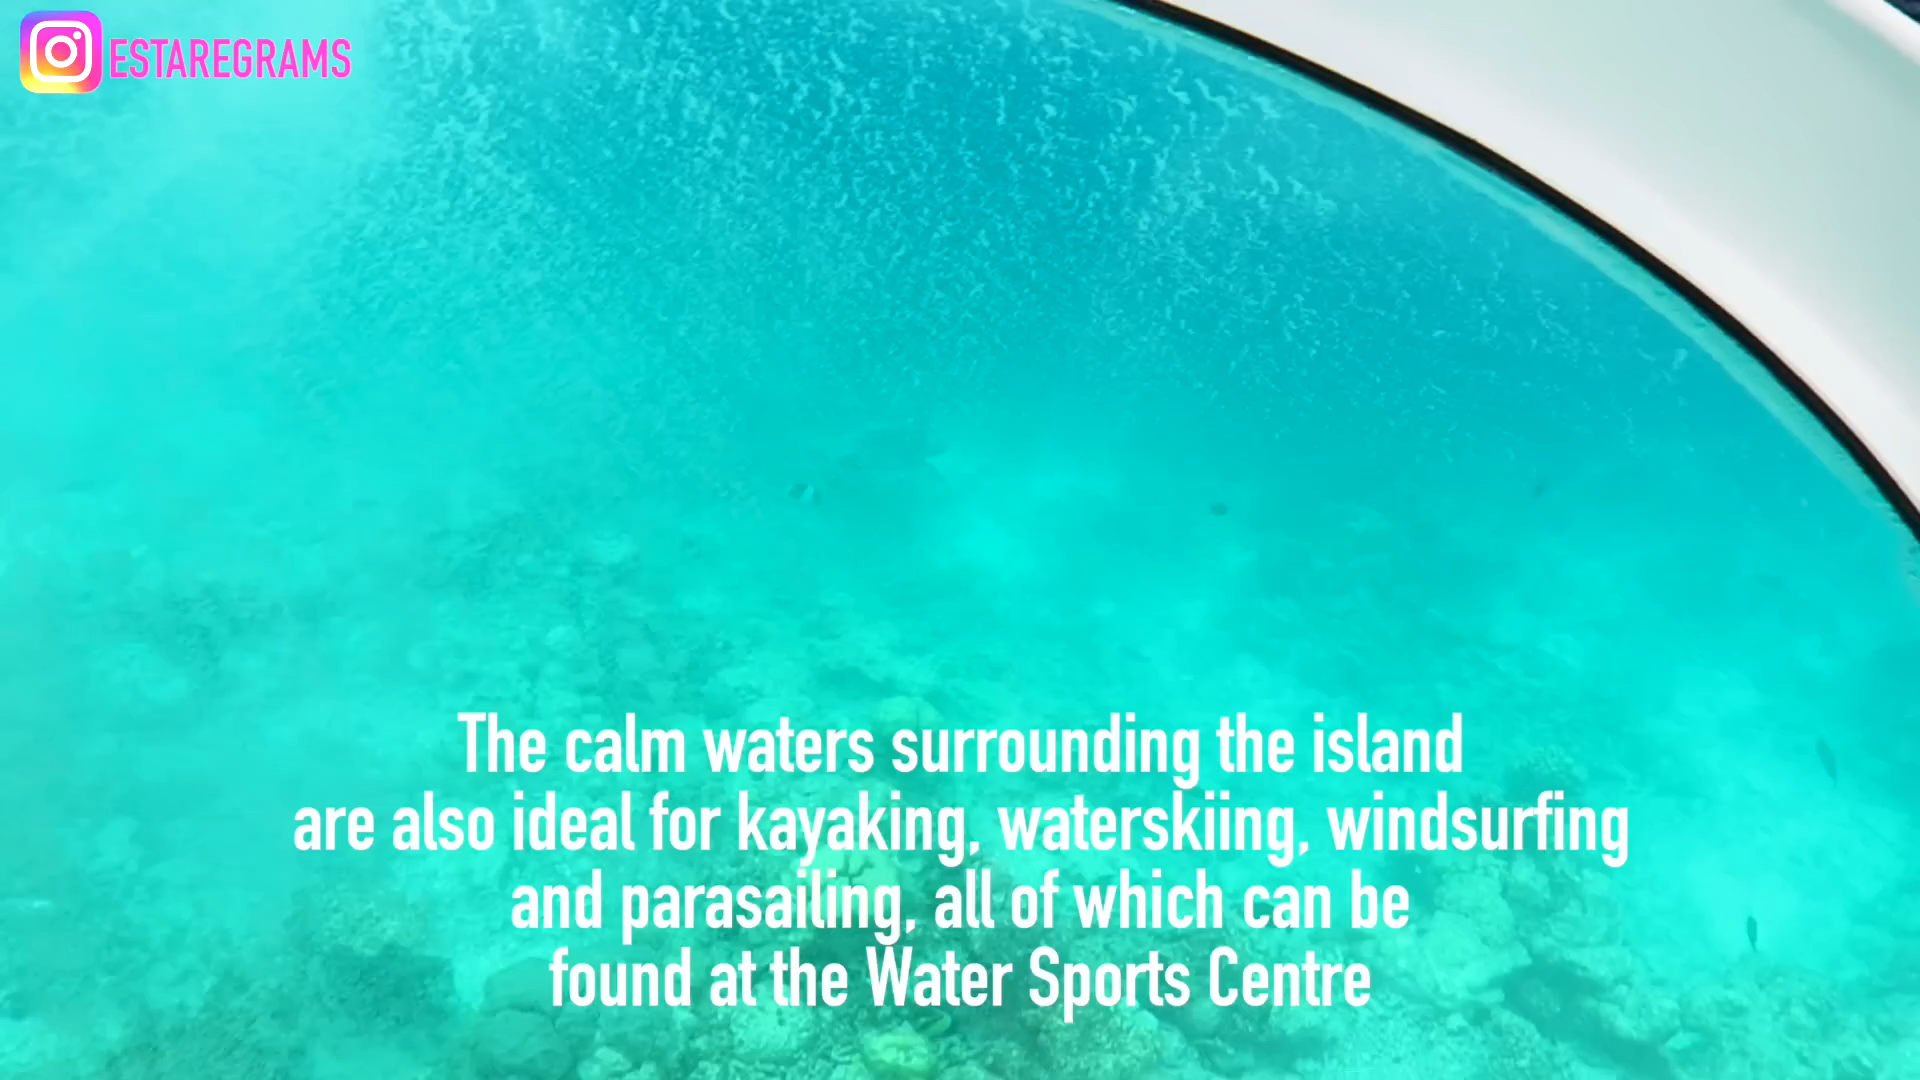 ESTAREGRAMS
The calm waters surrounding the island
are also ideal for kayaking, waterskiing, windsurfing
and parasailing, all of which can be
found at the Water Sports Centre